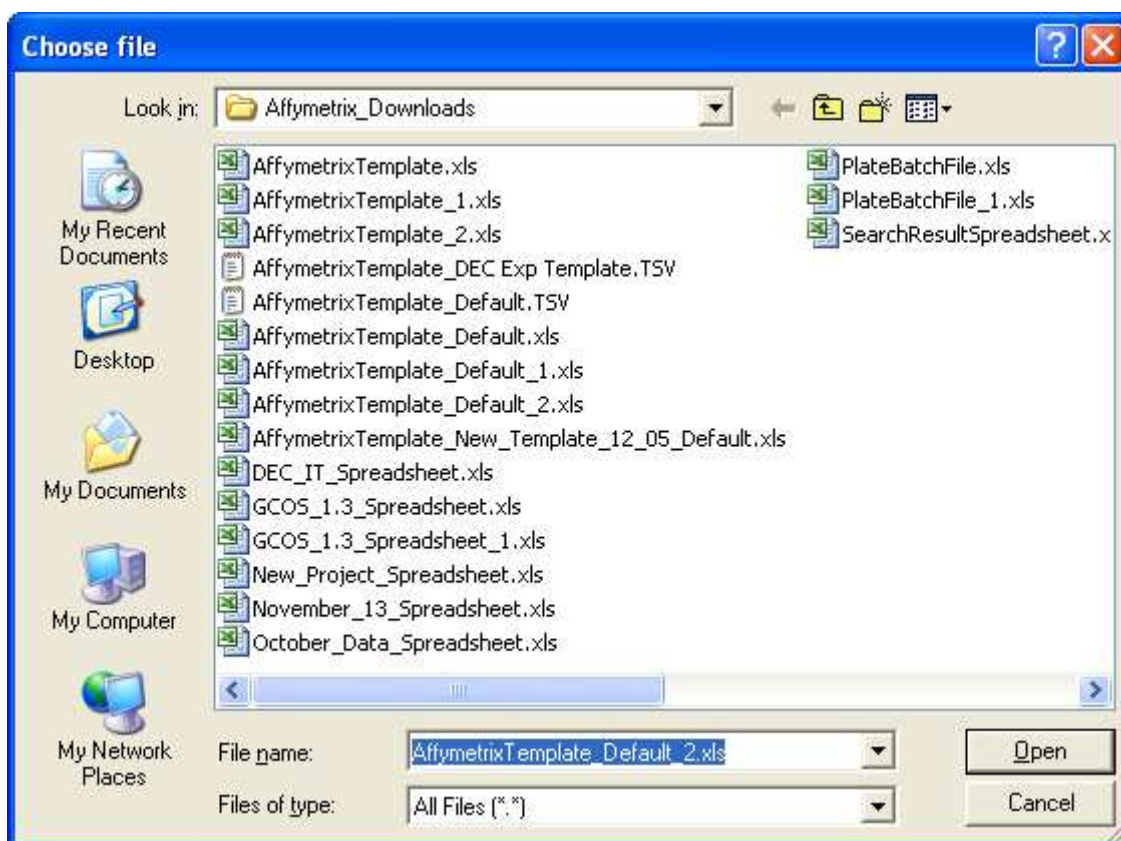 Choose file
Look in: Affymetrix_Downloads
My Recent
Documents
Desktop
My Documents
My Computer
My Network
Places
AffymetrixTemplate.xls
AffymetrixTemplate_1.xls
AffymetrixTemplate_2.xls
AffymetrixTemplate_DEC Exp Template.TSV
AffymetrixTemplate_Default.TSV
AffymetrixTemplate_Default.xls
AffymetrixTemplate_Default_1.xls
AffymetrixTemplate_Default_2.xls
AffymetrixTemplate_New_Template_12_05_Default.xls
DEC_IT_Spreadsheet.xls
GCOS_1.3_Spreadsheet.xls
GCOS_1.3_Spreadsheet_1.xls
New_Project_Spreadsheet.xls
November_13_Spreadsheet.xls
October_Data_Spreadsheet.xls
PlateBatchFile.xls
PlateBatchFile_1.xls
SearchResultSpreadsheet.x
File name: AffymetrixTemplate_Default_2.xls Open
Files of type: All Files (*.*) Cancel